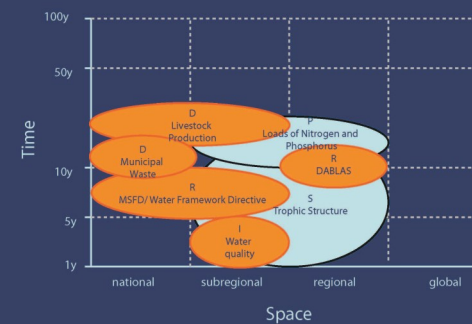 100y
50y
10y
5y
1y
Time
D
Livestock
Production
P
Loads of Nitrogen and
Phosphorus
D
Municipal
Waste
R
DABLAS
R
MSFD/ Water Framework Directive
S
Trophic Structure
I
Water
quality
national
subregional
regional
global
Space